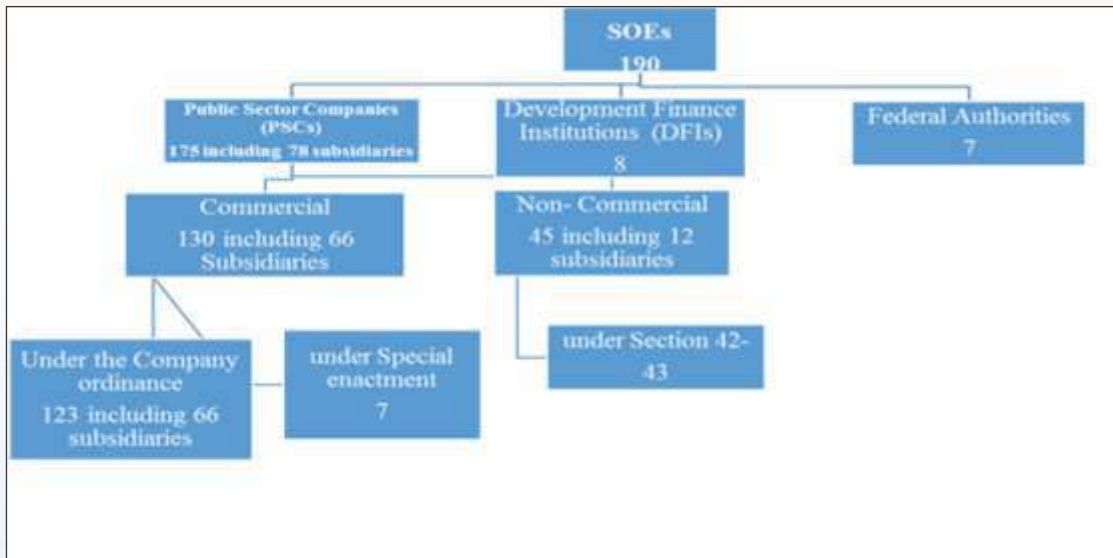 SOEs
190
Public Sector Companies
(PSCs)
175 including 78 subsidiaries
Development Finance
Institutions (DFIs)
8
Federal Authorities
7
Commercial
130 including 66
Subsidiaries
Non- Commercial
45 including 12
subsidiaries
Under the Company
ordinance
123 including 66
subsidiaries
under Special
enactment
7
under Section 42-
43